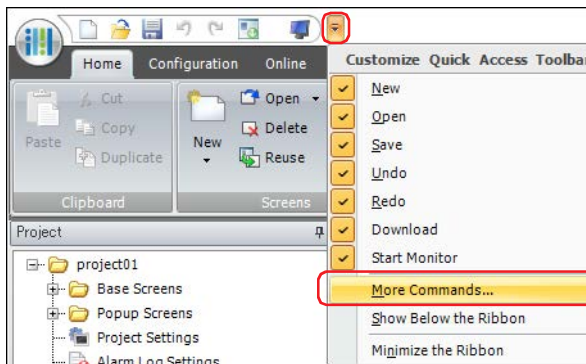 Home Configuration Online
Customize Quick Access Toolbar
Cut
Copy
Duplicate
Paste
Clipboard
New
Open
Delete
Reuse
Screens
New
Open
Save
Undo
Redo
Download
Start Monitor
More Commands...
Show Below the Ribbon
Minimize the Ribbon
Project
project01
Base Screens
Popup Screens
Project Settings
Alarm Log Settings